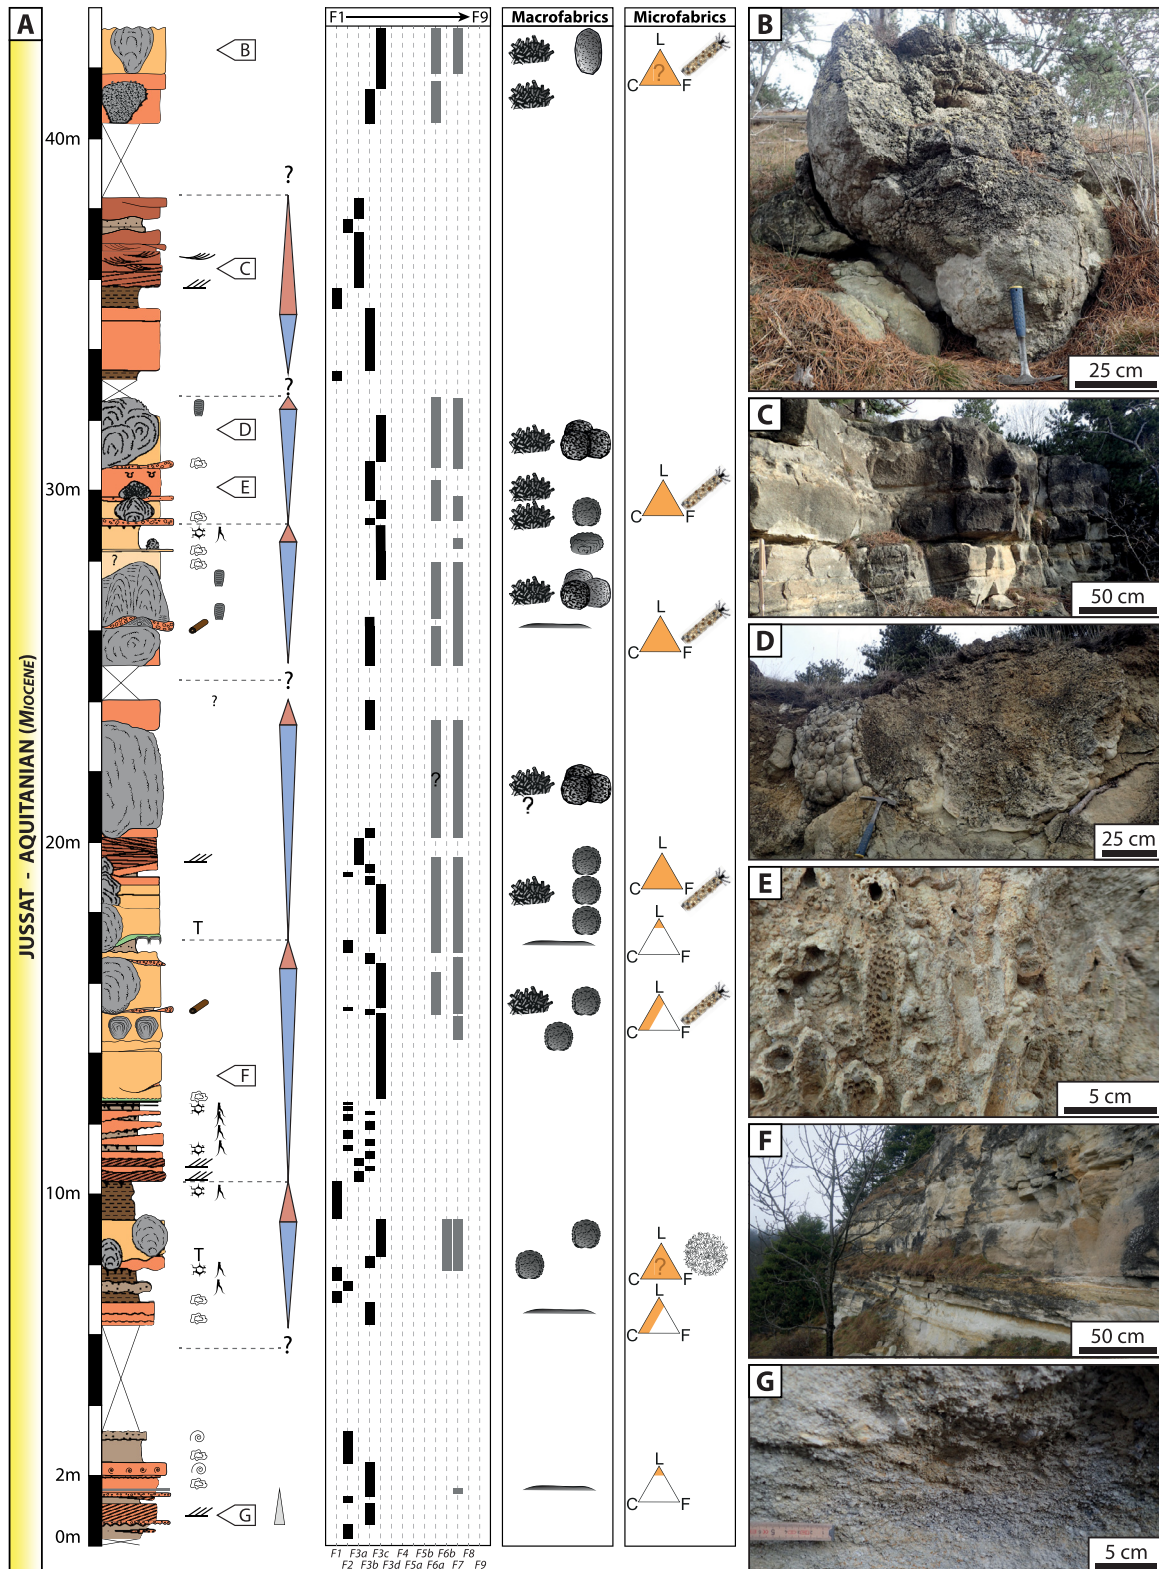 A
JUSSAT - AQUITANIAN (MIOCENE)
F1 F9
Macrofabrics
Microfabrics
B
?
L
C F
40m
?
C
?
D
E
30m
L
C F
?
L
C F
?
?
?
?
20m
L
C F
T
L
C F
L
C F
F
10m
T
?
L
C F
L
C F
?
2m
L
C F
G
0m
F1 F3a F3c F4 F5b F6b F8
F2 F3b F3d F5a F6a F7 F9
B
25 cm
C
50 cm
D
25 cm
E
5 cm
F
50 cm
G
5 cm